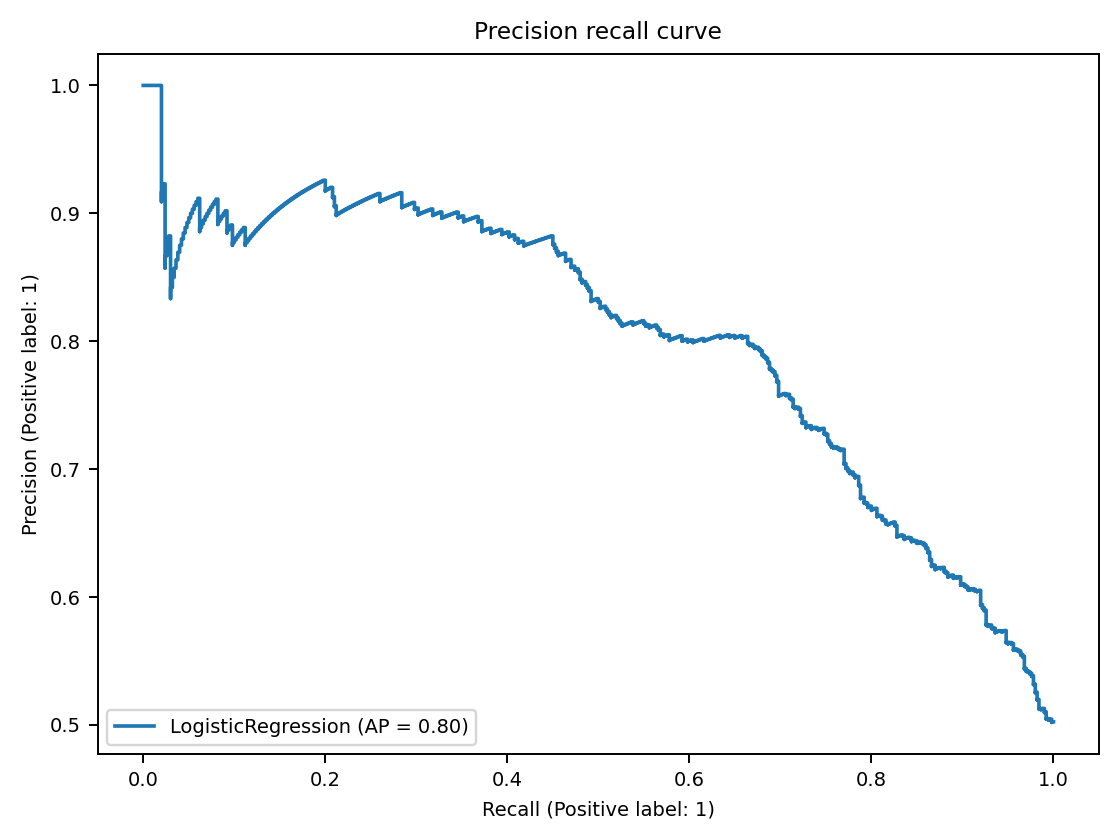 Precision recall curve
1.0
0.9
0.8
0.7
0.6
0.5
Precision (Positive label: 1)
LogisticRegression (AP = 0.80)
0.0 0.2 0.4 0.6 0.8 1.0
Recall (Positive label: 1)